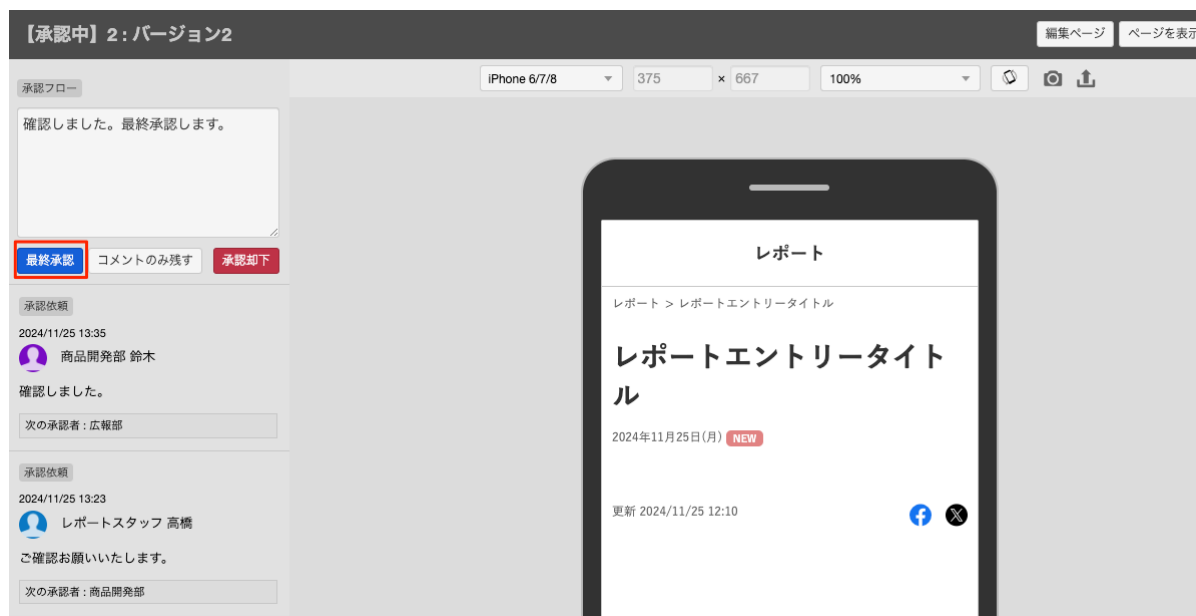 【承認中】2 : バージョン2
編集ページ
ページを表示
承認フロー
確認しました。最終承認します。
最終承認
コメントのみ残す
承認却下
承認依頼
2024/11/25 13:35
商品開発部 鈴木
確認しました。
次の承認者 : 広報部
承認依頼
2024/11/25 13:23
レポートスタッフ 高橋
ご確認お願いいたします。
次の承認者 : 商品開発部
iPhone 6/7/8
375
×
667
100%
レポート
レポート > レポートエントリータイトル
レポートエントリータイト
ル
2024年11月25日(月) NEW
更新 2024/11/25 12:10